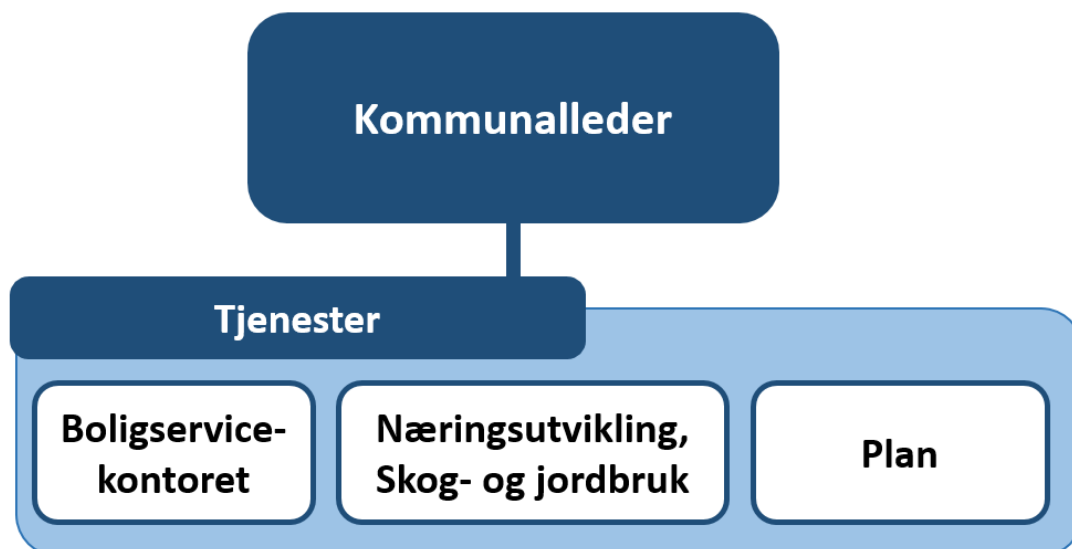 Kommunalleder
Tjenester
Boligservice-
kontoret
Næringsutvikling,
Skog- og jordbruk
Plan